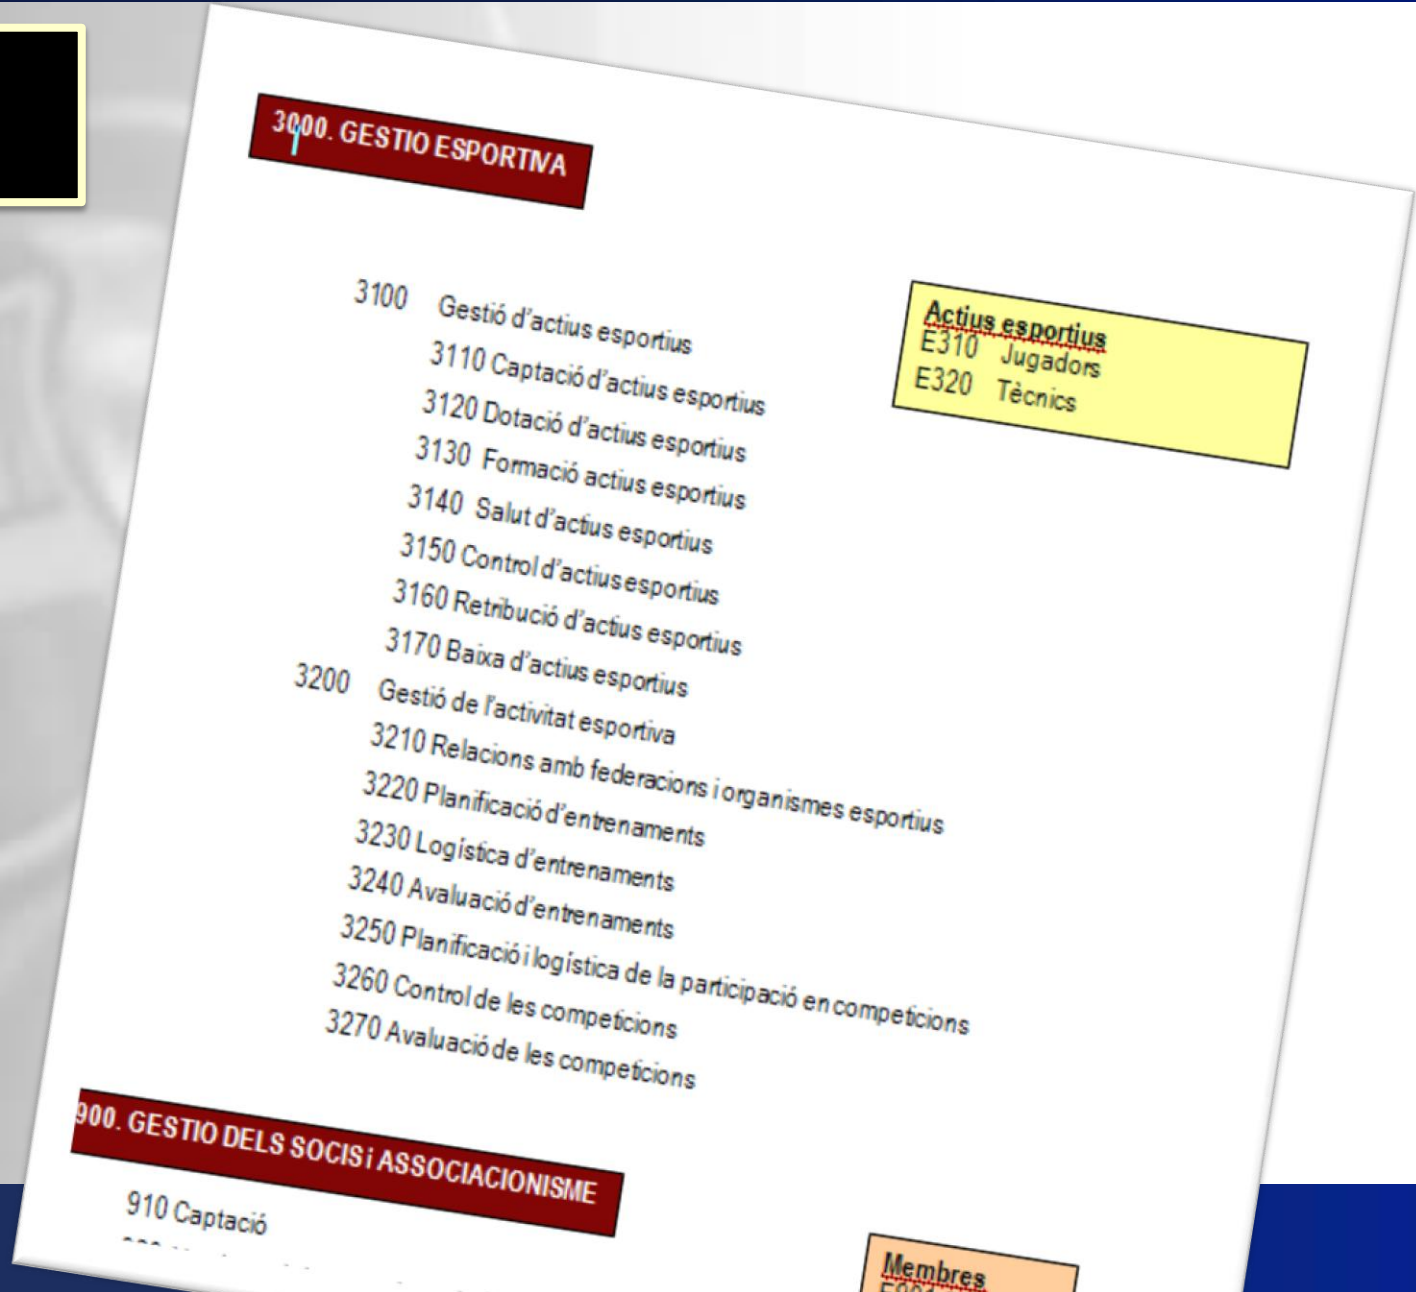 3000. GESTIO ESPORTIVA
3100 Gestió d'actius esportius
3110 Captació d'actius esportius
3120 Dotació d'actius esportius
3130 Formació actius esportius
3140 Salut d'actius esportius
3150 Control d'actius esportius
3160 Retribució d'actius esportius
3170 Baixa d'actius esportius
Actius esportius
E310 Jugadors
E320 Tècnics
3200 Gestió de l'activitat esportiva
3210 Relacions amb federacions i organismes esportius
3220 Planificació d'entrenaments
3230 Logística d'entrenaments
3240 Avaluació d'entrenaments
3250 Planificació i logística de la participació en competicions
3260 Control de les competicions
3270 Avaluació de les competicions
900. GESTIO DELS SOCIS i ASSOCIACIONISME
910 Captació
Membres